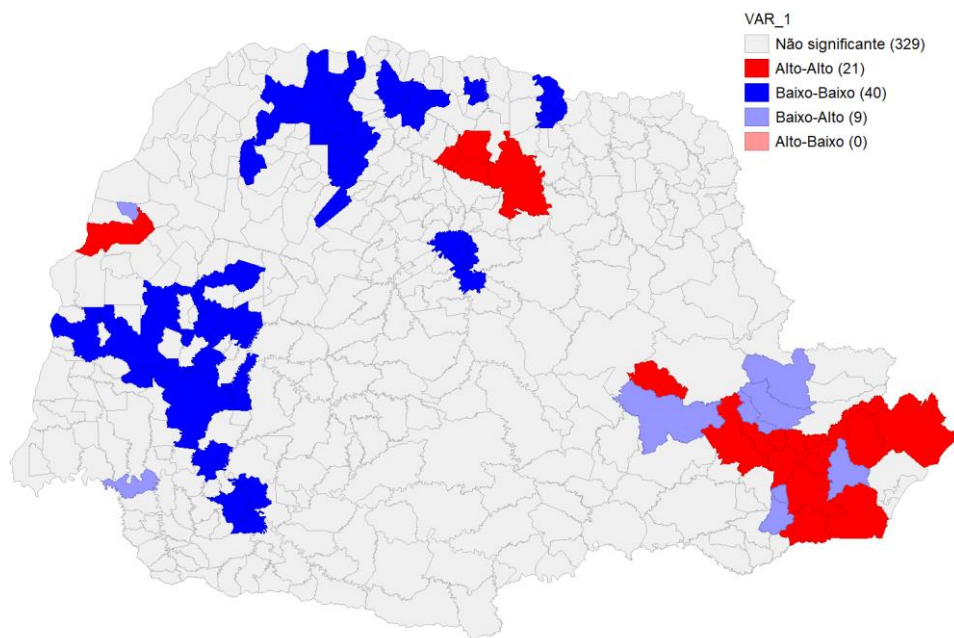 VAR_1
Não significante (329)
Alto-Alto (21)
Baixo-Baixo (40)
Baixo-Alto (9)
Alto-Baixo (0)